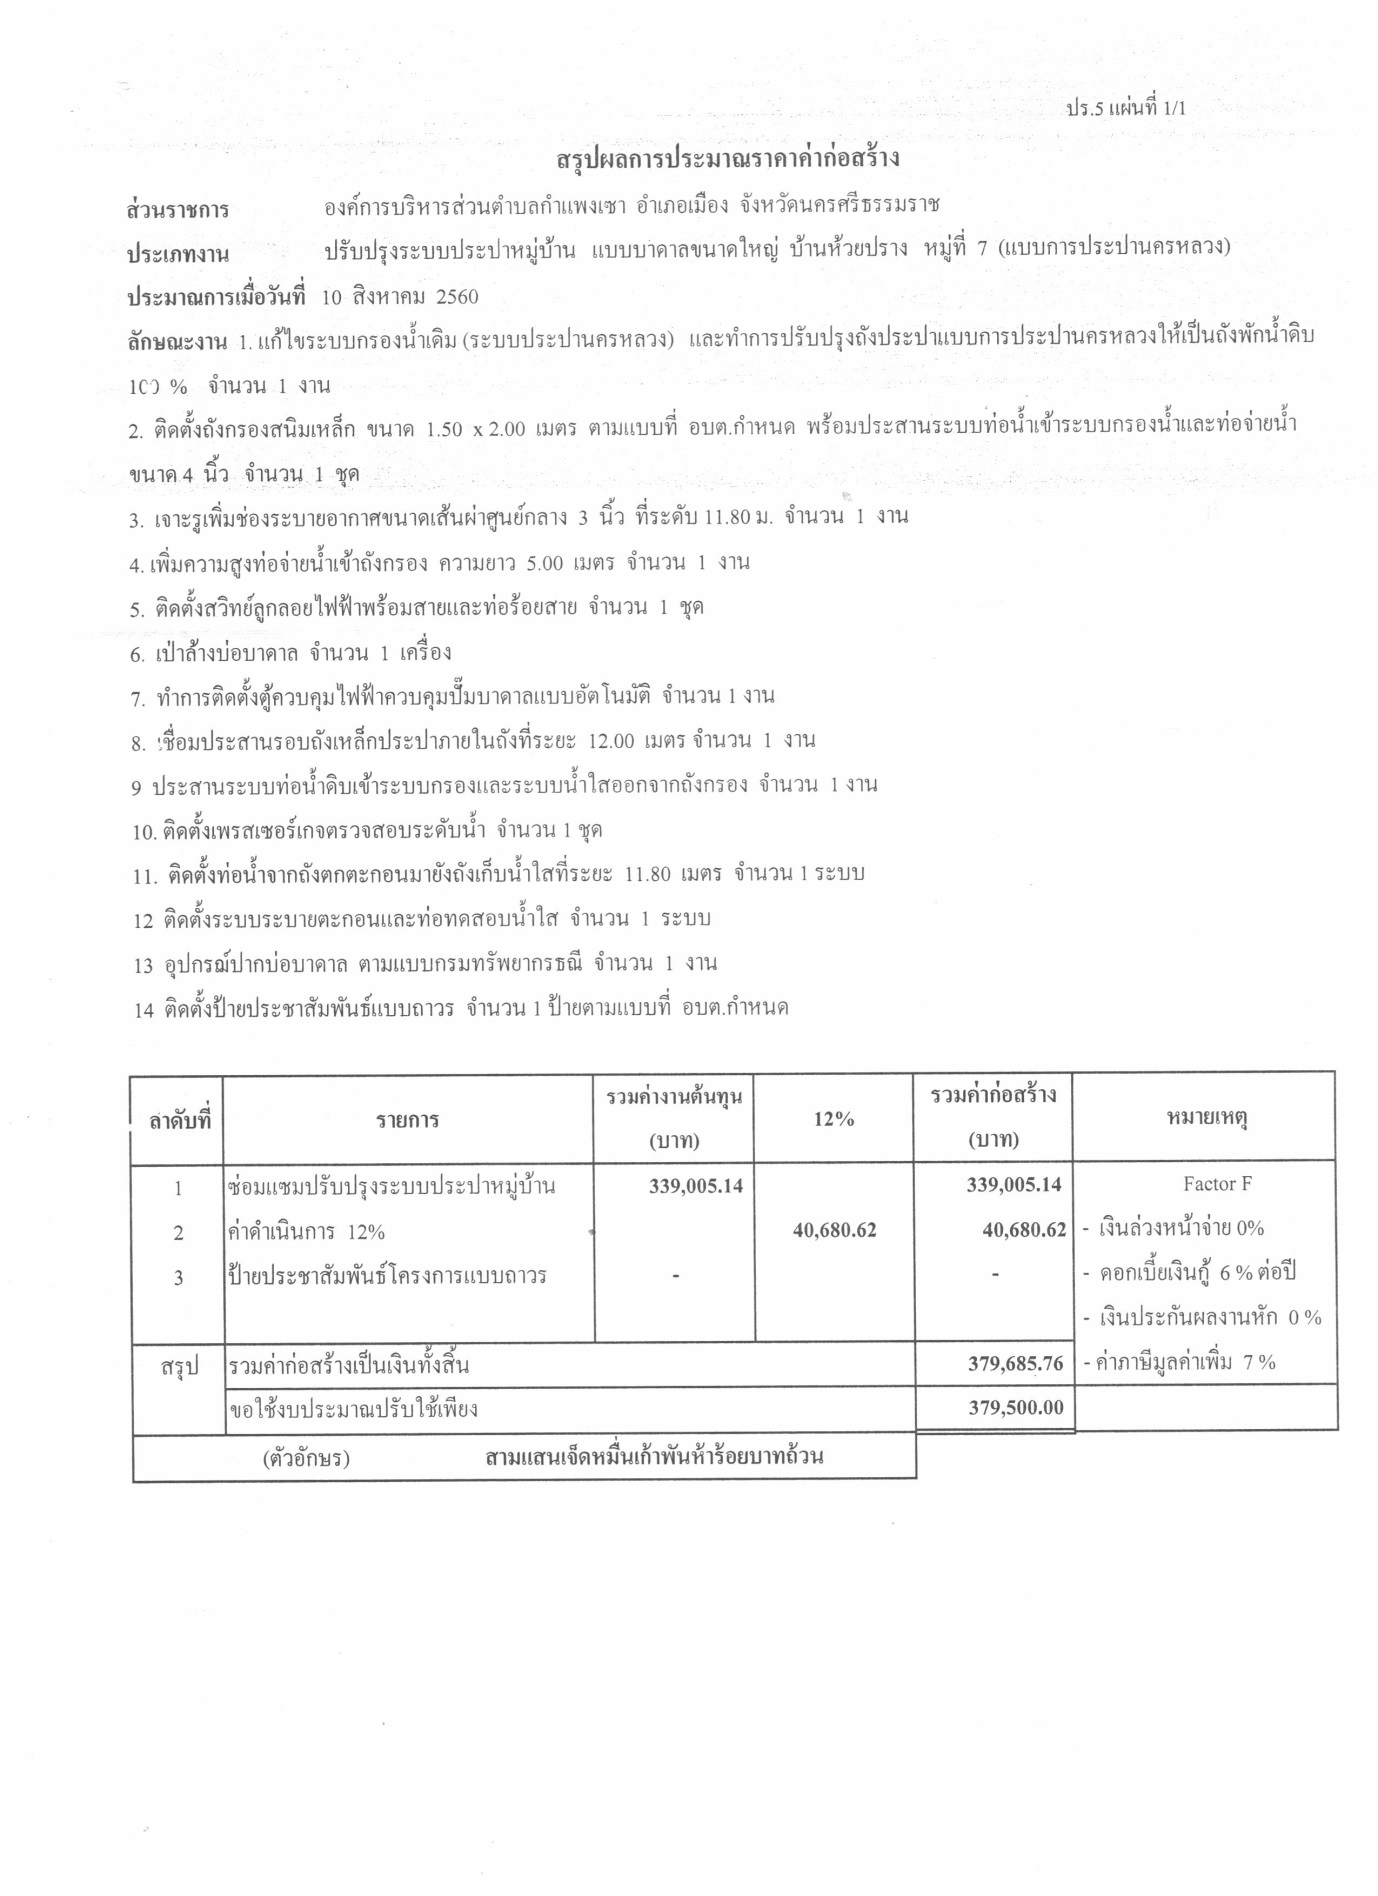 ปร.5 แผ่นที่ 1/1
สรุปผลการประมาณราคาค่าก่อสร้าง
ส่วนราชการ องค์การบริหารส่วนตำบลกำแพงเซา อำเภอเมือง จังหวัดนครศรีธรรมราช
ประเภทงาน ปรับปรุงระบบประปาหมู่บ้าน แบบบาดาลขนาดใหญ่ บ้านห้วยปราง หมู่ที่ 7 (แบบการประปานครหลวง)
ประมาณการเมื่อวันที่ 10 สิงหาคม 2560
ลักษณะงาน 1. แก้ไขระบบกรองน้ำเดิม (ระบบประปานครหลวง) และทำการปรับปรุงถังประปาแบบการประปานครหลวงให้เป็นถังพักน้ำดิบ
100 % จำนวน 1 งาน
2. ติดตั้งถังกรองสนิมเหล็ก ขนาด 1.50 x 2.00 เมตร ตามแบบที่ อบต.กำหนด พร้อมประสานระบบท่อน้ำเข้าระบบกรองน้ำและท่อจ่ายน้ำ
ขนาด 4 นิ้ว จำนวน 1 ชุด
3. เจาะรูเพิ่มช่องระบายอากาศขนาดเส้นผ่าศูนย์กลาง 3 นิ้ว ที่ระดับ 11.80 ม. จำนวน 1 งาน
4. เพิ่มความสูงท่อจ่ายน้ำเข้าถังกรอง ความยาว 5.00 เมตร จำนวน 1 งาน
5. ติดตั้งสวิทย์ลูกลอยไฟฟ้าพร้อมสายและท่อร้อยสาย จำนวน 1 ชุด
6. เป่าล้างบ่อบาดาล จำนวน 1 เครื่อง
7. ทำการติดตั้งตู้ควบคุมไฟฟ้าควบคุมปั๊มบาดาลแบบอัตโนมัติ จำนวน 1 งาน
8. เชื่อมประสานรอบถังเหล็กประปาภายในถังที่ระยะ 12.00 เมตร จำนวน 1 งาน
9 ประสานระบบท่อน้ำดิบเข้าระบบกรองและระบบน้ำใสออกจากถังกรอง จำนวน 1 งาน
10. ติดตั้งเพรสเซอร์เกจตรวจสอบระดับน้ำ จำนวน 1 ชุด
11. ติดตั้งท่อน้ำจากถังตกตะกอนมายังถังเก็บน้ำใสที่ระยะ 11.80 เมตร จำนวน 1 ระบบ
12 ติดตั้งระบบระบายตะกอนและท่อทดสอบน้ำใส จำนวน 1 ระบบ
13 อุปกรณ์ปากบ่อบาดาล ตามแบบกรมทรัพยากรธณี จำนวน 1 งาน
14 ติดตั้งป้ายประชาสัมพันธ์แบบถาวร จำนวน 1 ป้ายตามแบบที่ อบต.กำหนด
ลำดับที่ รายการ รวมค่างานต้นทุน (บาท) 12% รวมค่าก่อสร้าง (บาท) หมายเหตุ
1 ซ่อมแซมปรับปรุงระบบประปาหมู่บ้าน 339,005.14 339,005.14 Factor F
2 ค่าดำเนินการ 12% 40,680.62 40,680.62 - เงินล่วงหน้าจ่าย 0%
3 ป้ายประชาสัมพันธ์โครงการแบบถาวร - - - ดอกเบี้ยเงินกู้ 6 % ต่อปี
- เงินประกันผลงานหัก 0 %
สรุป รวมค่าก่อสร้างเป็นเงินทั้งสิ้น 379,685.76 - ค่าภาษีมูลค่าเพิ่ม 7 %
ขอใช้งบประมาณปรับใช้เพียง 379,500.00
(ตัวอักษร) สามแสนเจ็ดหมื่นเก้าพันห้าร้อยบาทถ้วน